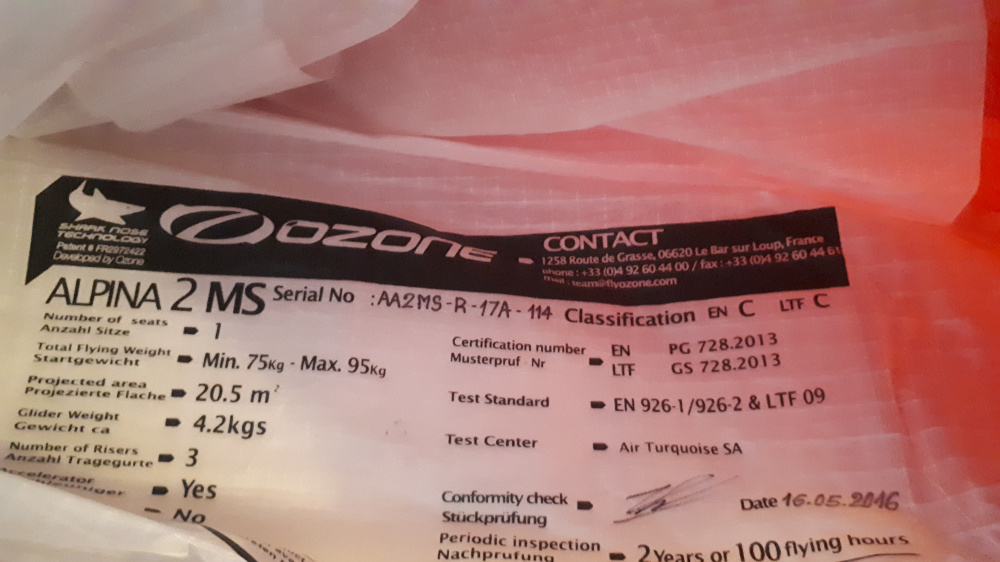 SHARK NOSE
TECHNOLOGY
Patent # FR2972422
Developed by Ozone
OZONE
CONTACT
1258 Route de Grasse, 06620 Le Bar sur Loup, France
phone : +33 (0)4 92 60 44 00 / fax : +33 (0)4 92 60 44 61
mail : team@flyozone.com
ALPINA 2 MS Serial No : AA2MS-R-17A-114 Classification EN C LTF C
Number of seats
Anzahl Sitze 1
Total Flying Weight
Startgewicht Min. 75Kg - Max. 95Kg
Projected area
Projezierte Flache 20.5 m²
Glider Weight
Gewicht ca 4.2kgs
Number of Risers
Anzahl Tragegurte 3
Accelerator
Yes
No
Certification number EN PG 728.2013
Musterpruf - Nr LTF GS 728.2013
Test Standard EN 926-1/926-2 & LTF 09
Test Center Air Turquoise SA
Conformity check
Stückprüfung
Date 16.05.2016
Periodic inspection
Nachprufung 2 Years or 100 flying hours